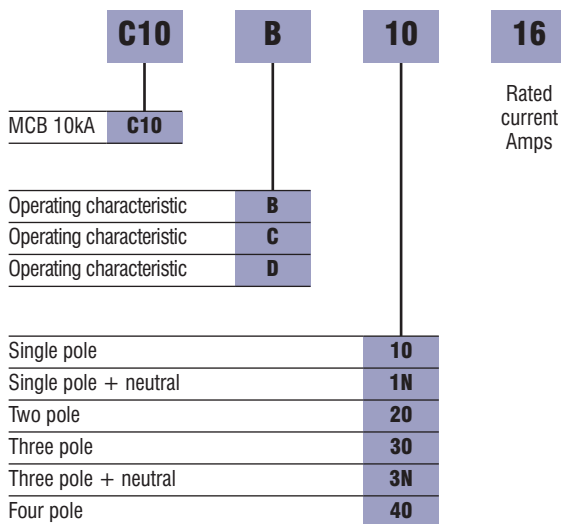 C10 B 10 16
Rated
current
Amps
MCB 10kA C10
Operating characteristic B
Operating characteristic C
Operating characteristic D
Single pole 10
Single pole + neutral 1N
Two pole 20
Three pole 30
Three pole + neutral 3N
Four pole 40